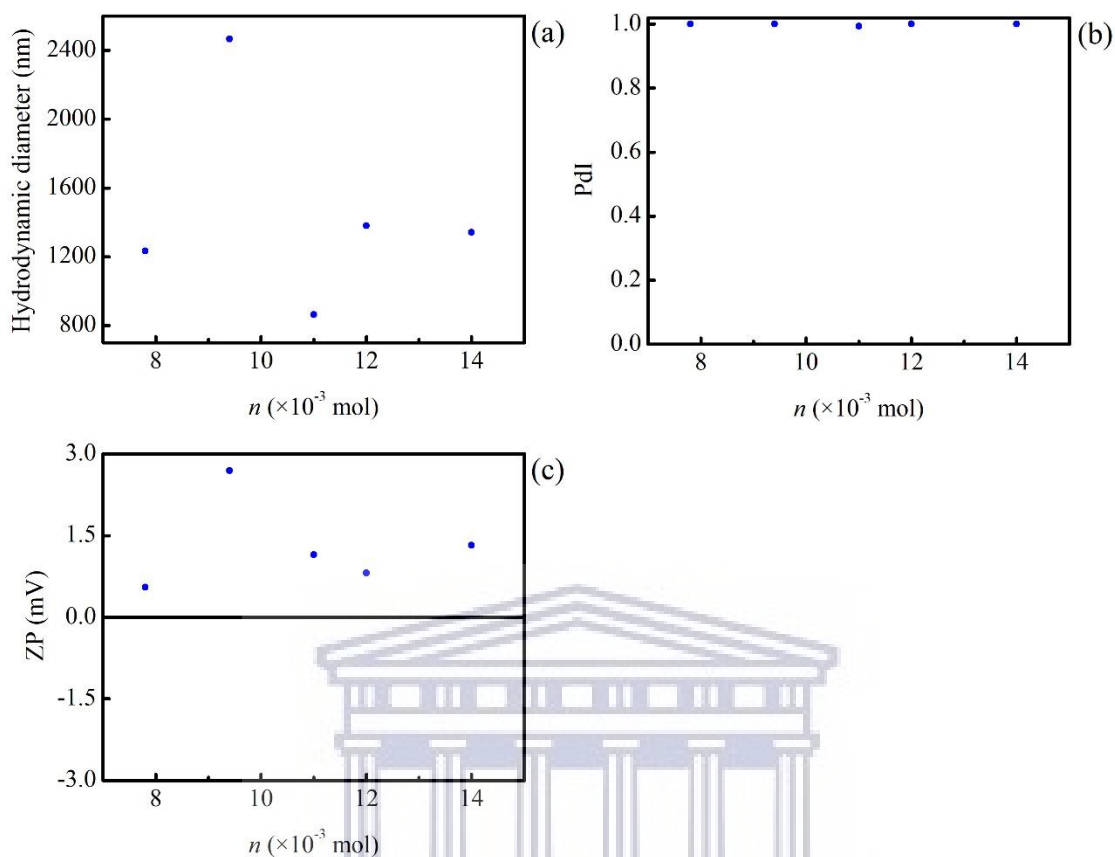 (a)
Hydrodynamic diameter (nm)
2400
2000
1600
1200
800
8 10 12 14
n (×10⁻³ mol)
(b)
PdI
1.0
0.8
0.6
0.4
0.2
0.0
8 10 12 14
n (×10⁻³ mol)
(c)
ZP (mV)
3.0
1.5
0.0
-1.5
-3.0
8 10 12 14
n (×10⁻³ mol)